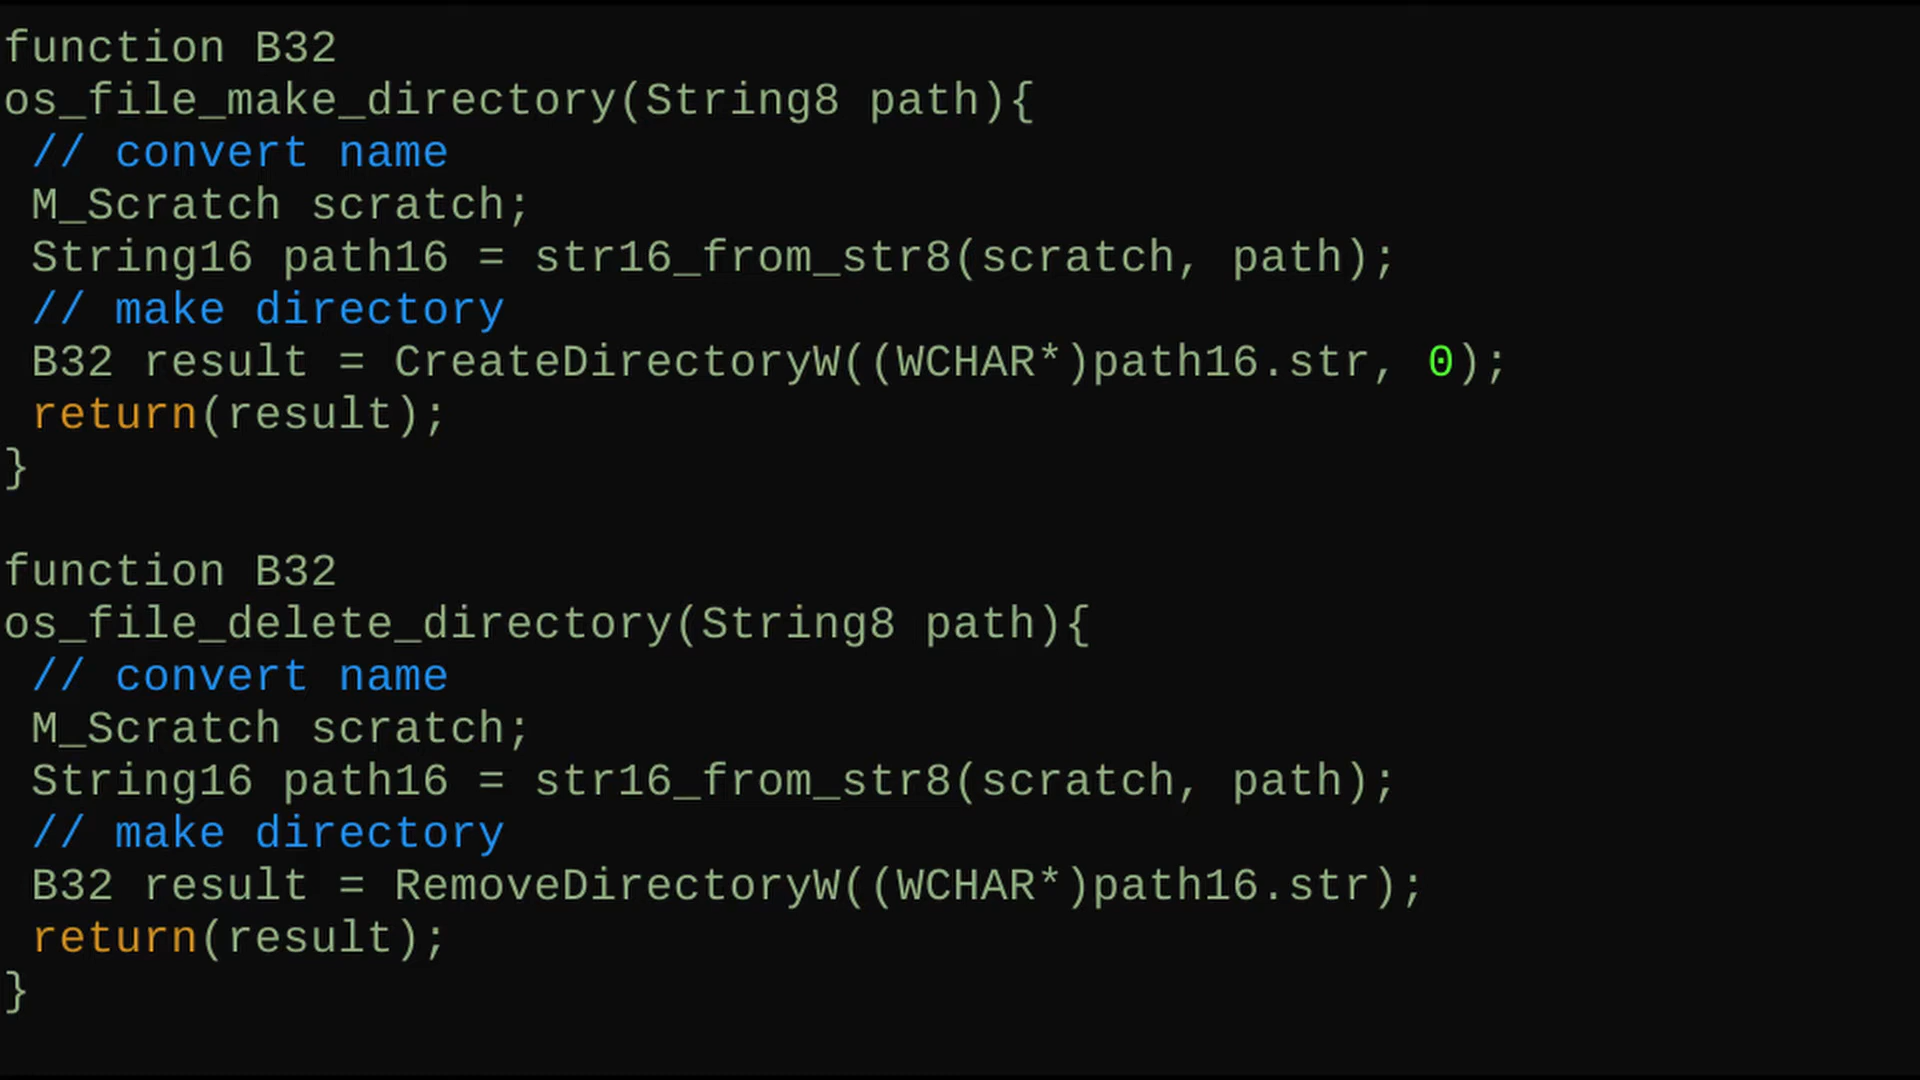 function B32
os_file_make_directory(String8 path){
 // convert name
 M_Scratch scratch;
 String16 path16 = str16_from_str8(scratch, path);
 // make directory
 B32 result = CreateDirectoryW((WCHAR*)path16.str, 0);
 return(result);
}

function B32
os_file_delete_directory(String8 path){
 // convert name
 M_Scratch scratch;
 String16 path16 = str16_from_str8(scratch, path);
 // make directory
 B32 result = RemoveDirectoryW((WCHAR*)path16.str);
 return(result);
}